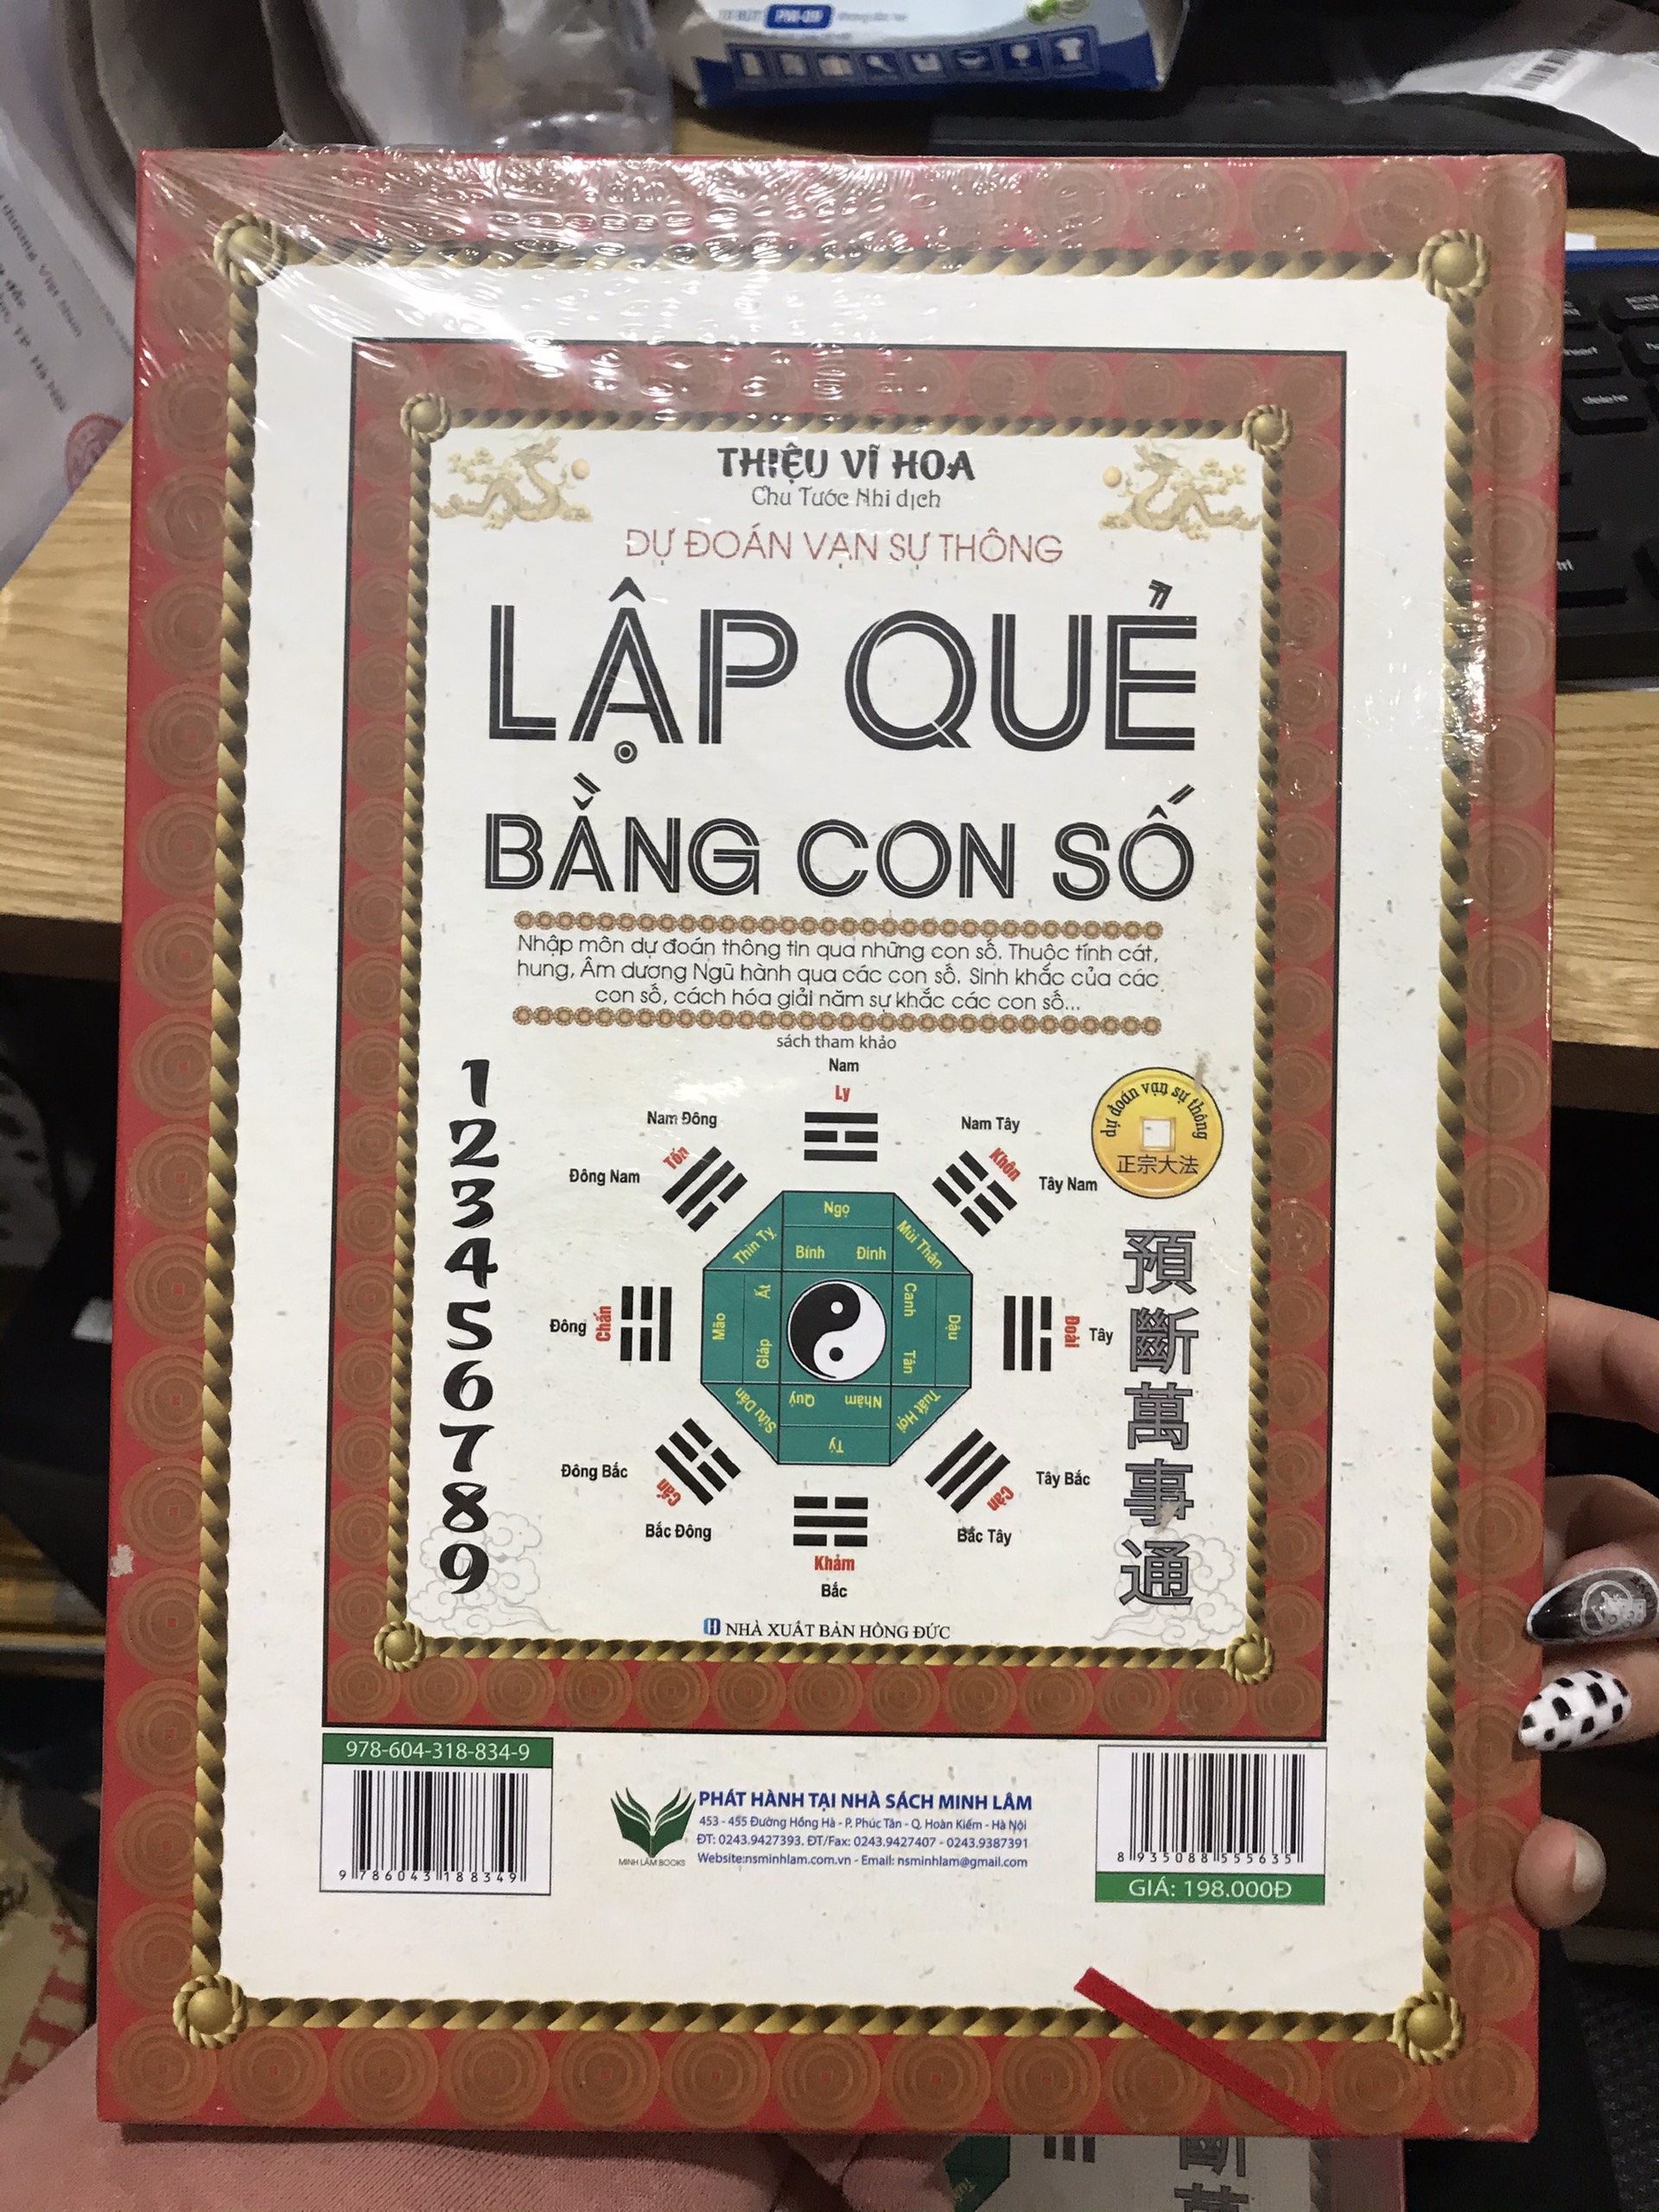 THIỆU VĨ HOA
Chu Tước Nhi dịch
DỰ ĐOÁN VẠN SỰ THÔNG
LẬP QUẺ
BẰNG CON SỐ
Nhập môn dự đoán thông tin qua những con số. Thuộc tính cát,
hung, Âm dương Ngũ hành qua các con số. Sinh khắc của các
con số, cách hóa giải năm sự khắc các con số...
sách tham khảo
1
2
3
4
5
6
7
8
9
Nam
Ly
Nam Đông
Nam Tây
Tốn
Khôn
Đông Nam
Tây Nam
Ngọ
Thìn Tỵ
Mùi Thân
Bính
Đinh
Đông
Chấn
Mão
Ất
Giáp
Canh
Tân
Dậu
Đoài
Tây
Sửu Dần
Quý
Nhâm
Tuất Hợi
Tý
Đông Bắc
Cấn
Càn
Tây Bắc
Bắc Đông
Bắc Tây
Khảm
Bắc
dự đoán vạn sự thông
正宗大法
預
斷
萬
事
通
NHÀ XUẤT BẢN HỒNG ĐỨC
978-604-318-834-9
9 786043 188349
MINH LÂM BOOKS
PHÁT HÀNH TẠI NHÀ SÁCH MINH LÂM
453 - 455 Đường Hồng Hà - P. Phúc Tân - Q. Hoàn Kiếm - Hà Nội
ĐT: 0243.9427393. ĐT/Fax: 0243.9427407 - 0243.9387391
Website:nsminhlam.com.vn - Email: nsminhlam@gmail.com
8 935088 555635
GIÁ: 198.000Đ
delete